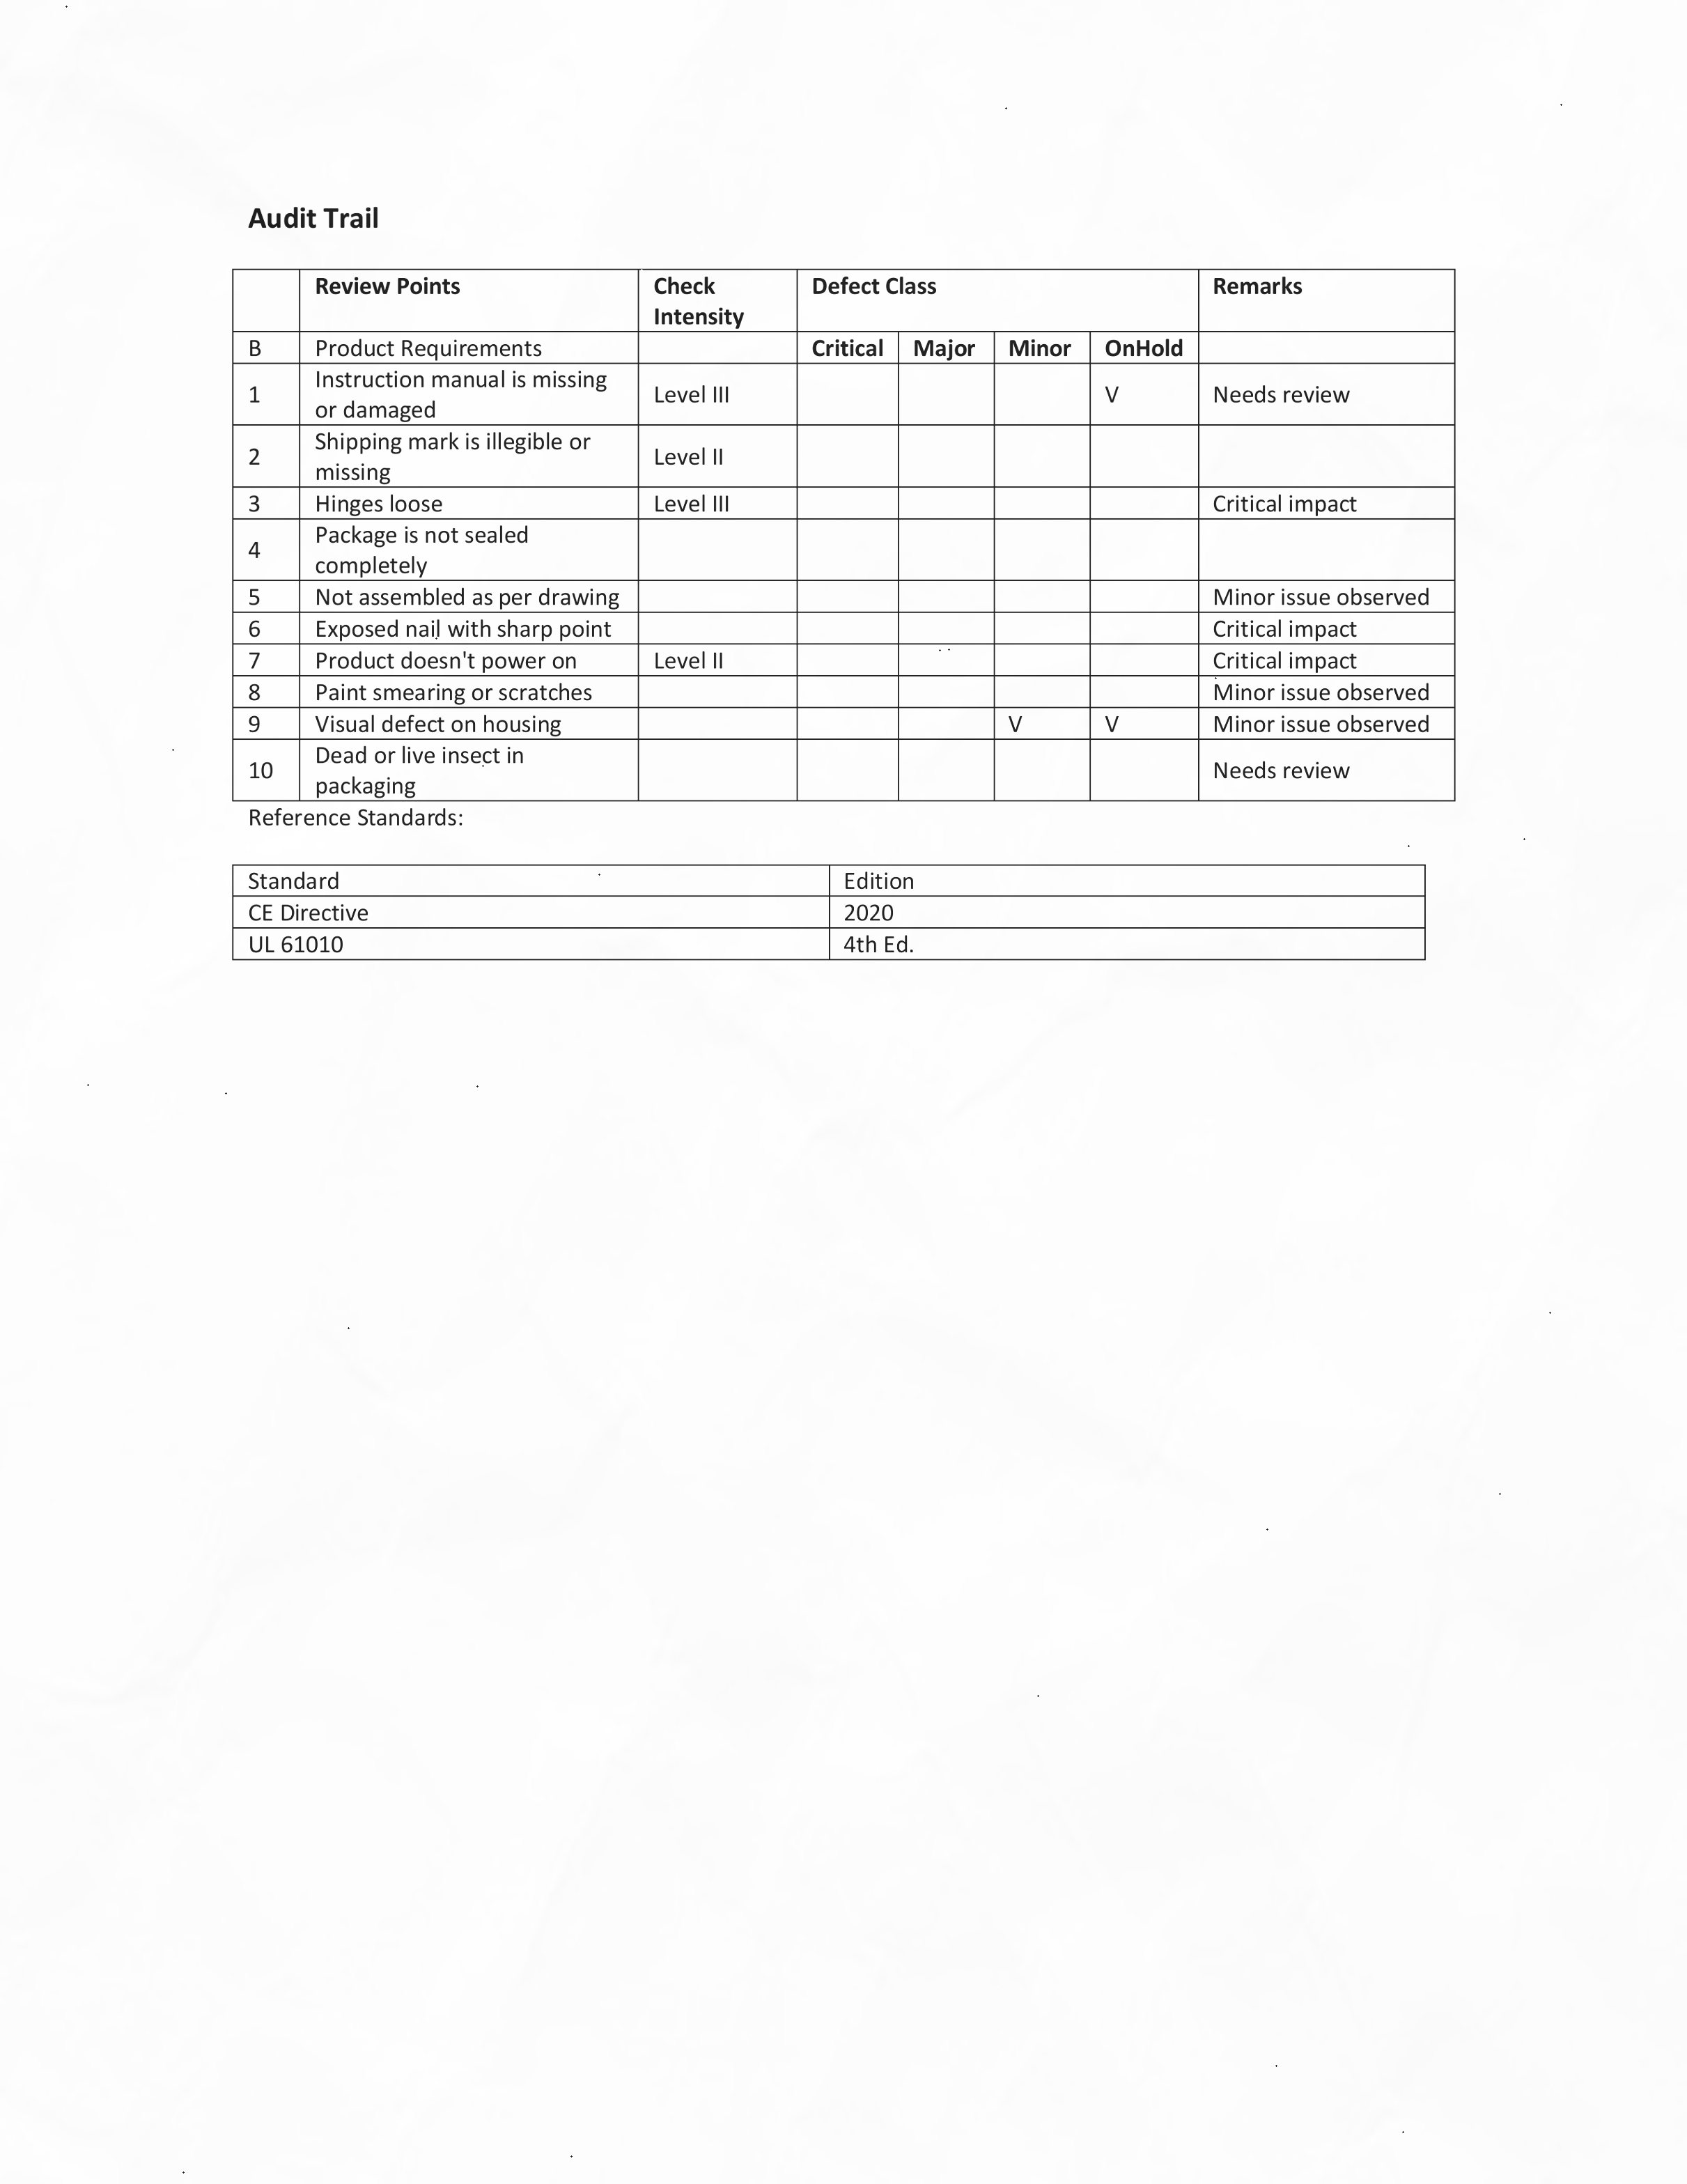 Audit Trail
Review Points Check Intensity Defect Class Remarks
B Product Requirements Critical Major Minor OnHold
1 Instruction manual is missing or damaged Level III V Needs review
2 Shipping mark is illegible or missing Level II
3 Hinges loose Level III Critical impact
4 Package is not sealed completely
5 Not assembled as per drawing Minor issue observed
6 Exposed nail with sharp point Critical impact
7 Product doesn't power on Level II Critical impact
8 Paint smearing or scratches Minor issue observed
9 Visual defect on housing V V Minor issue observed
10 Dead or live insect in packaging Needs review
Reference Standards:
Standard Edition
CE Directive 2020
UL 61010 4th Ed.